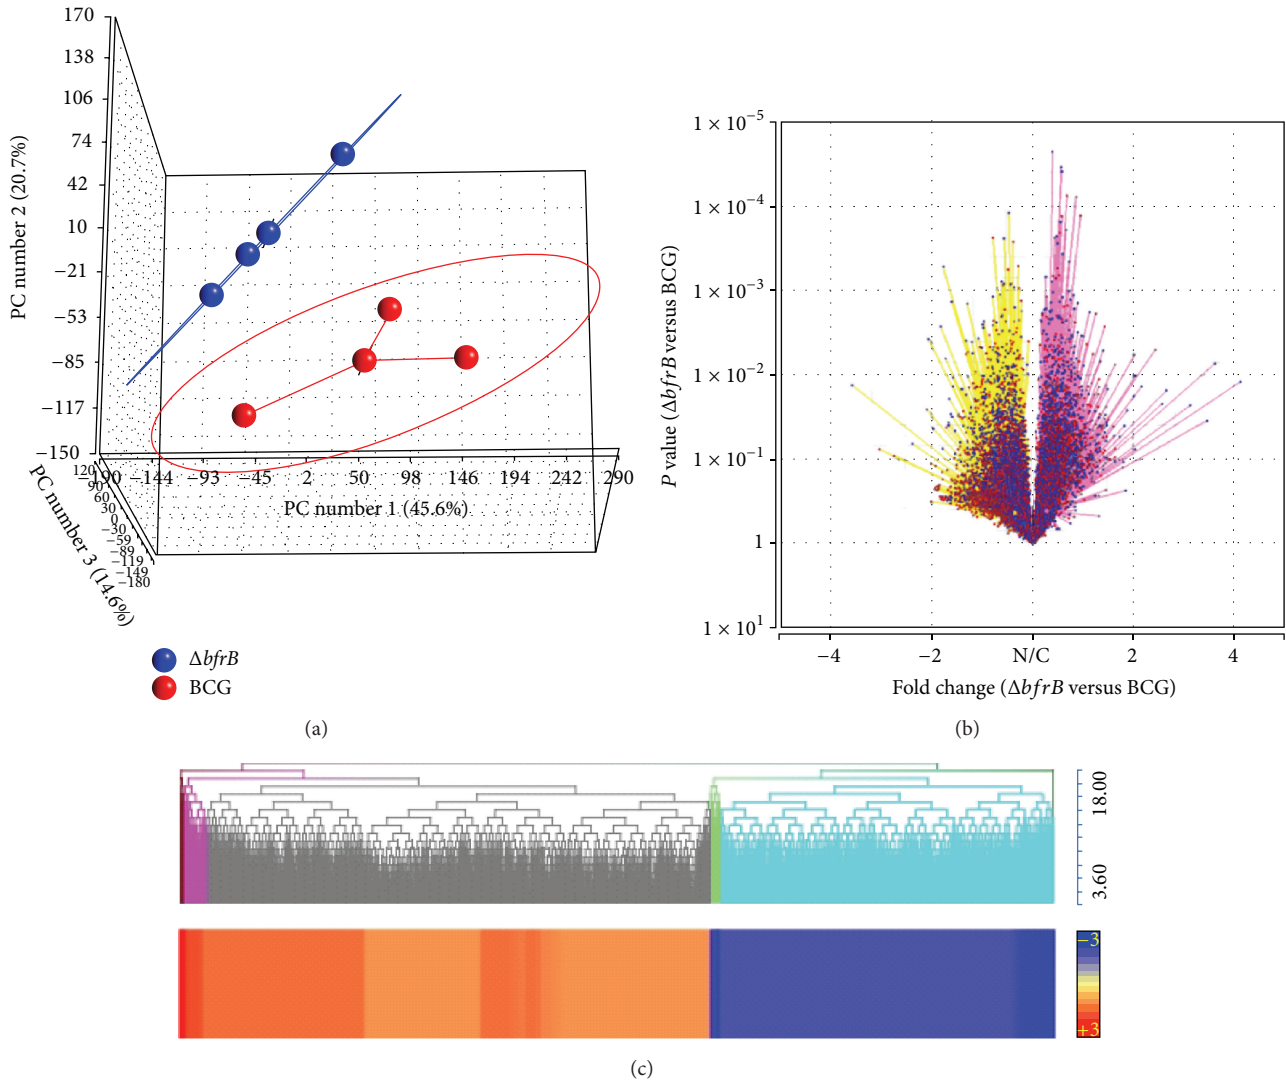 170
138
106
74
42
10
−21
−53
−85
−117
−150
PC number 2 (20.7%)
−190 −144 −93 −45 2 50 98 146 194 242 290
PC number 1 (45.6%)
120
90
60
30
0
−30
−59
−89
−119
−149
−180
PC number 3 (14.6%)
ΔbfrB
BCG
(a)
1 × 10⁻⁵
1 × 10⁻⁴
1 × 10⁻³
1 × 10⁻²
1 × 10⁻¹
1
1 × 10¹
P value (ΔbfrB versus BCG)
−4 −2 N/C 2 4
Fold change (ΔbfrB versus BCG)
(b)
18.00
3.60
−3
+3
(c)